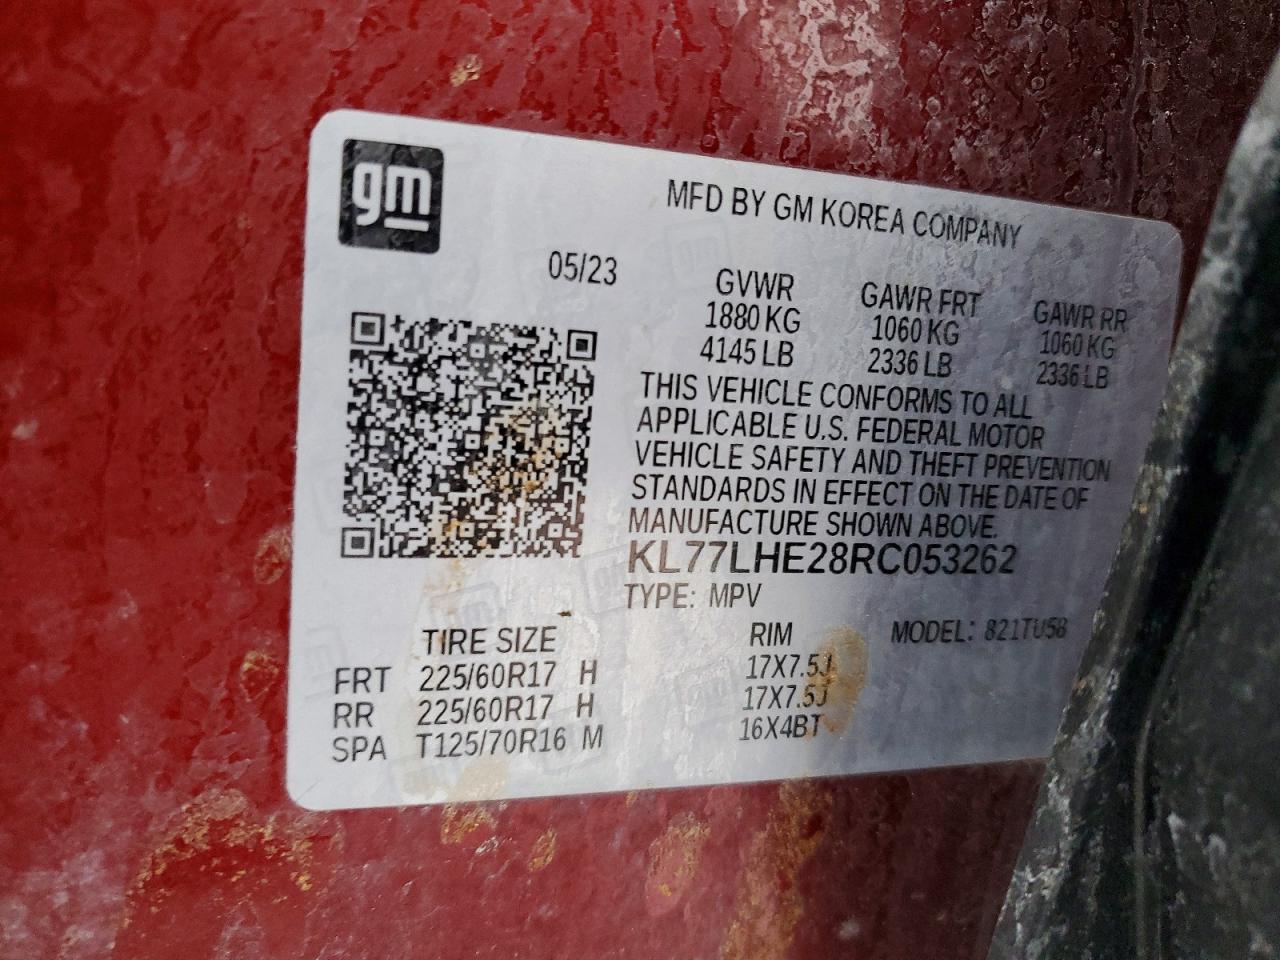 gm
MFD BY GM KOREA COMPANY
05/23
GVWR GAWR FRT GAWR RR
1880 KG 1060 KG 1060 KG
4145 LB 2336 LB 2336 LB
THIS VEHICLE CONFORMS TO ALL
APPLICABLE U.S. FEDERAL MOTOR
VEHICLE SAFETY AND THEFT PREVENTION
STANDARDS IN EFFECT ON THE DATE OF
MANUFACTURE SHOWN ABOVE.
KL77LHE28RC053262
TYPE: MPV
MODEL: 821TU58
TIRE SIZE RIM
FRT 225/60R17 H 17X7.5J
RR 225/60R17 H 17X7.5J
SPA T125/70R16 M 16X4BT